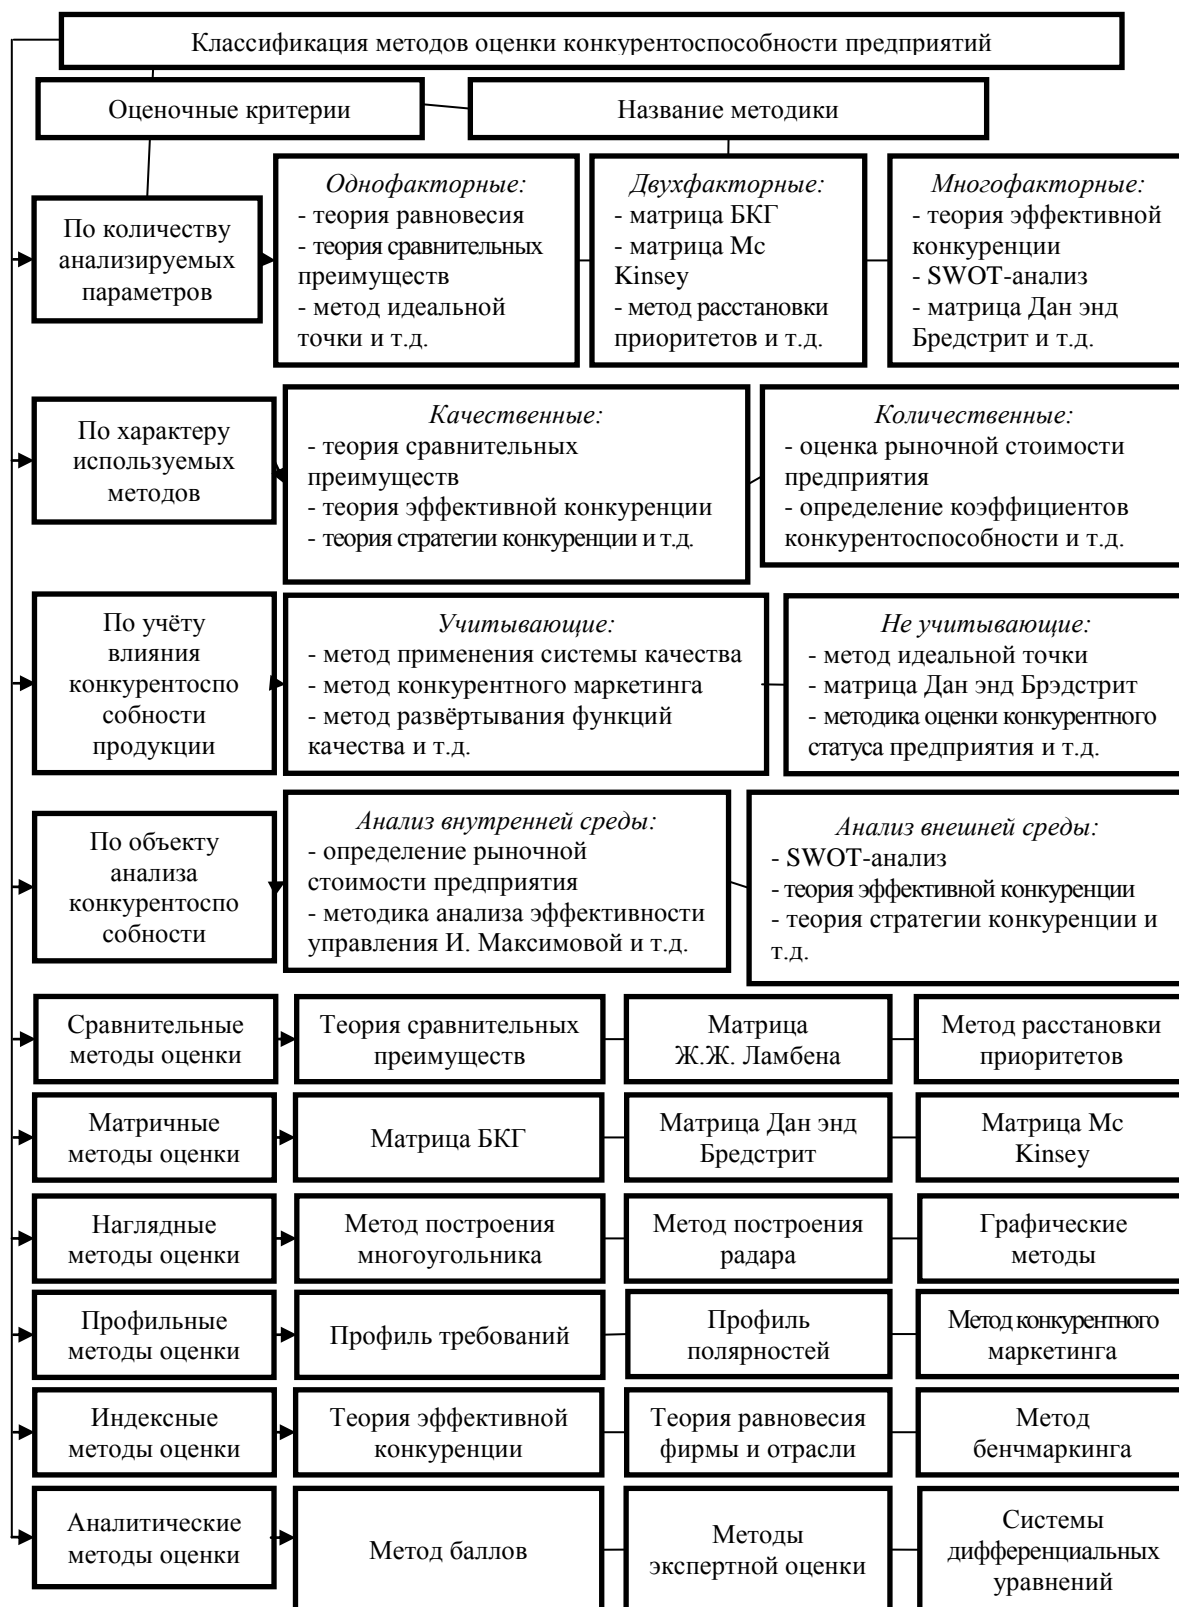 Классификация методов оценки конкурентоспособности предприятий
Оценочные критерии
Название методики
По количеству
анализируемых
параметров
Однофакторные:
- теория равновесия
- теория сравнительных
преимуществ
- метод идеальной
точки и т.д.
Двухфакторные:
- матрица БКГ
- матрица Mc
Kinsey
- метод расстановки
приоритетов и т.д.
Многофакторные:
- теория эффективной
конкуренции
- SWOT-анализ
- матрица Дан энд
Бредстрит и т.д.
По характеру
используемых
методов
Качественные:
- теория сравнительных
преимуществ
- теория эффективной конкуренции
- теория стратегии конкуренции и т.д.
Количественные:
- оценка рыночной стоимости
предприятия
- определение коэффициентов
конкурентоспособности и т.д.
По учёту
влияния
конкурентоспо
собности
продукции
Учитывающие:
- метод применения системы качества
- метод конкурентного маркетинга
- метод развёртывания функций
качества и т.д.
Не учитывающие:
- метод идеальной точки
- матрица Дан энд Брэдстрит
- методика оценки конкурентного
статуса предприятия и т.д.
По объекту
анализа
конкурентоспо
собности
Анализ внутренней среды:
- определение рыночной
стоимости предприятия
- методика анализа эффективности
управления И. Максимовой и т.д.
Анализ внешней среды:
- SWOT-анализ
- теория эффективной конкуренции
- теория стратегии конкуренции и
т.д.
Сравнительные
методы оценки
Теория сравнительных
преимуществ
Матрица
Ж.Ж. Ламбена
Метод расстановки
приоритетов
Матричные
методы оценки
Матрица БКГ
Матрица Дан энд
Бредстрит
Матрица Mc
Kinsey
Наглядные
методы оценки
Метод построения
многоугольника
Метод построения
радара
Графические
методы
Профильные
методы оценки
Профиль требований
Профиль
полярностей
Метод конкурентного
маркетинга
Индексные
методы оценки
Теория эффективной
конкуренции
Теория равновесия
фирмы и отрасли
Метод
бенчмаркинга
Аналитические
методы оценки
Метод баллов
Методы
экспертной оценки
Системы
дифференциальных
уравнений